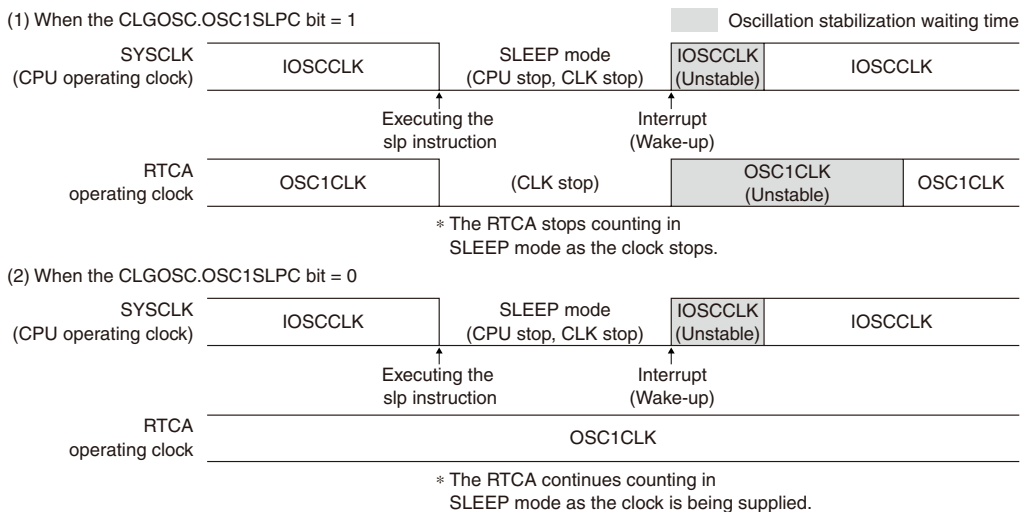 (1) When the CLGOSC.OSC1SLPC bit = 1
Oscillation stabilization waiting time
SYSCLK
(CPU operating clock)
IOSCCLK
SLEEP mode
(CPU stop, CLK stop)
IOSCCLK
(Unstable)
IOSCCLK
Executing the
slp instruction
Interrupt
(Wake-up)
RTCA
operating clock
OSC1CLK
(CLK stop)
OSC1CLK
(Unstable)
OSC1CLK
* The RTCA stops counting in
SLEEP mode as the clock stops.
(2) When the CLGOSC.OSC1SLPC bit = 0
SYSCLK
(CPU operating clock)
IOSCCLK
SLEEP mode
(CPU stop, CLK stop)
IOSCCLK
(Unstable)
IOSCCLK
Executing the
slp instruction
Interrupt
(Wake-up)
RTCA
operating clock
OSC1CLK
* The RTCA continues counting in
SLEEP mode as the clock is being supplied.